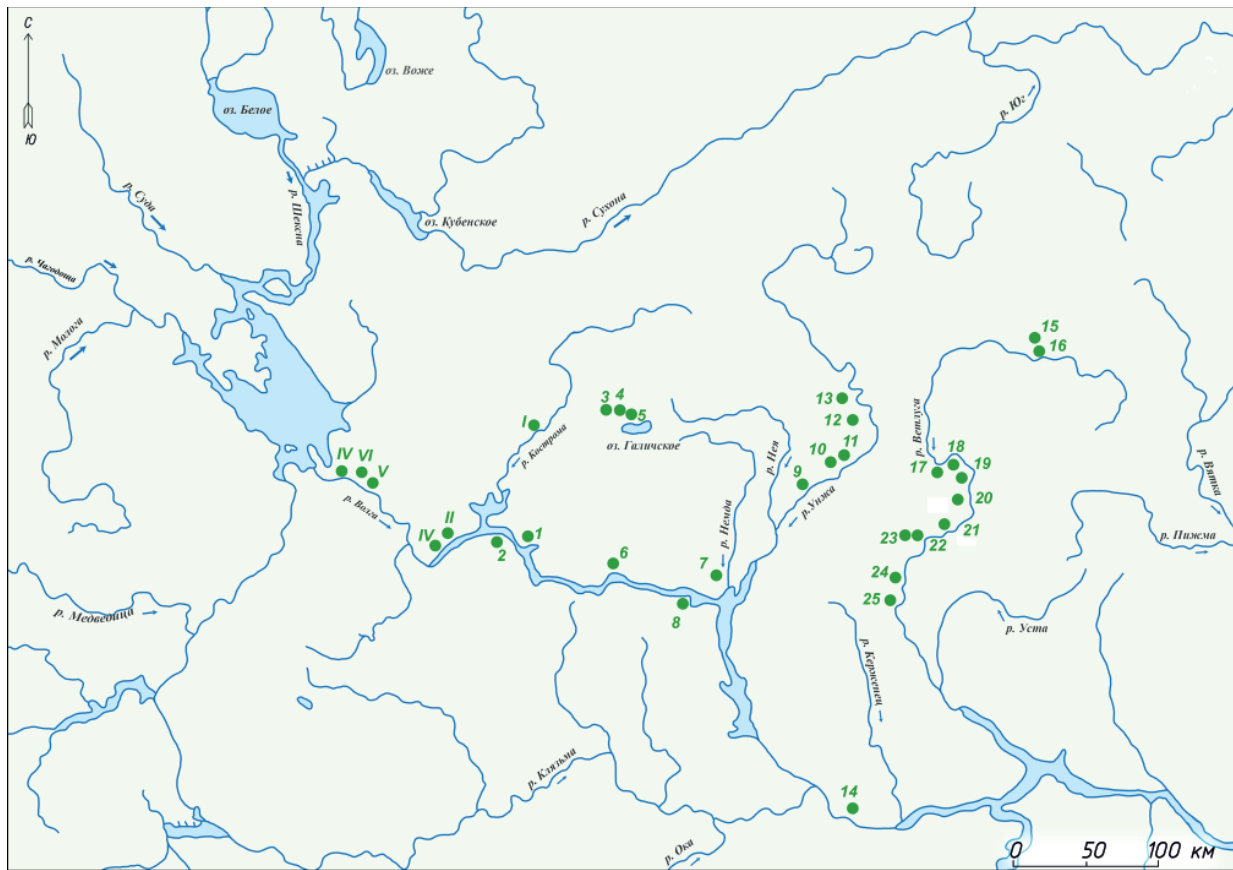 С
Ю
оз. Воже
оз. Белое
р. Юг
р. Суда
р. Шексна
оз. Кубенское
р. Сухона
р. Чагодоща
р. Молога
15
16
13
12
3 4 5
I
оз. Галичское
р. Кострома
р. Ветлуга
IV VI V
р. Волга
10 11
9
р. Нея
р. Унжа
18
17
19
20
р. Вятка
II
IV
2
1
р. Немда
21
23 22
р. Пижма
6
7
8
24
25
р. Медведица
р. Уста
р. Керженец
р. Клязьма
14
р. Ока
0 50 100 км